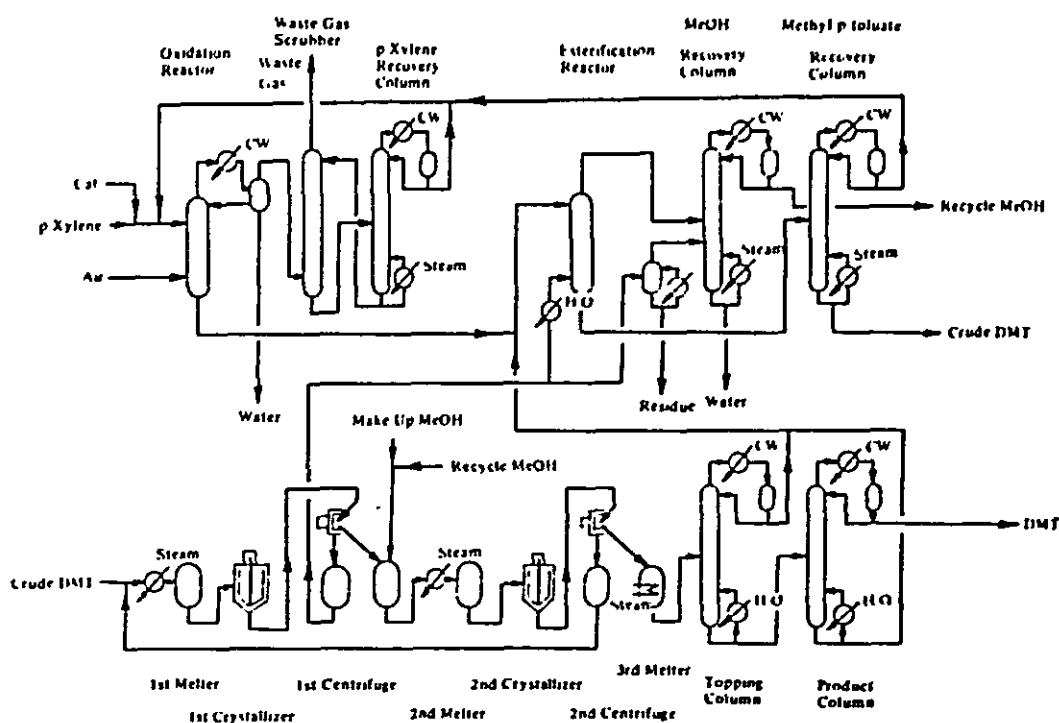 Waste Gas
Scrubber
MeOH
Methyl p toluate
Oxidation
Reactor
Waste
Gas
p Xylene
Recovery
Column
Esterification
Reactor
Recovery
Column
Recovery
Column
CW
CW
CW
CW
Cat
p Xylene
Air
Steam
Steam
Steam
Recycle MeOH
H O
Crude DMT
Water
Residue
Water
Make Up MeOH
Recycle MeOH
CW
CW
DMT
Crude DMT
Steam
Steam
Steam
H O
H O
1st Melter
1st Crystallizer
1st Centrifuge
2nd Melter
2nd Crystallizer
2nd Centrifuge
3rd Melter
Topping
Column
Product
Column